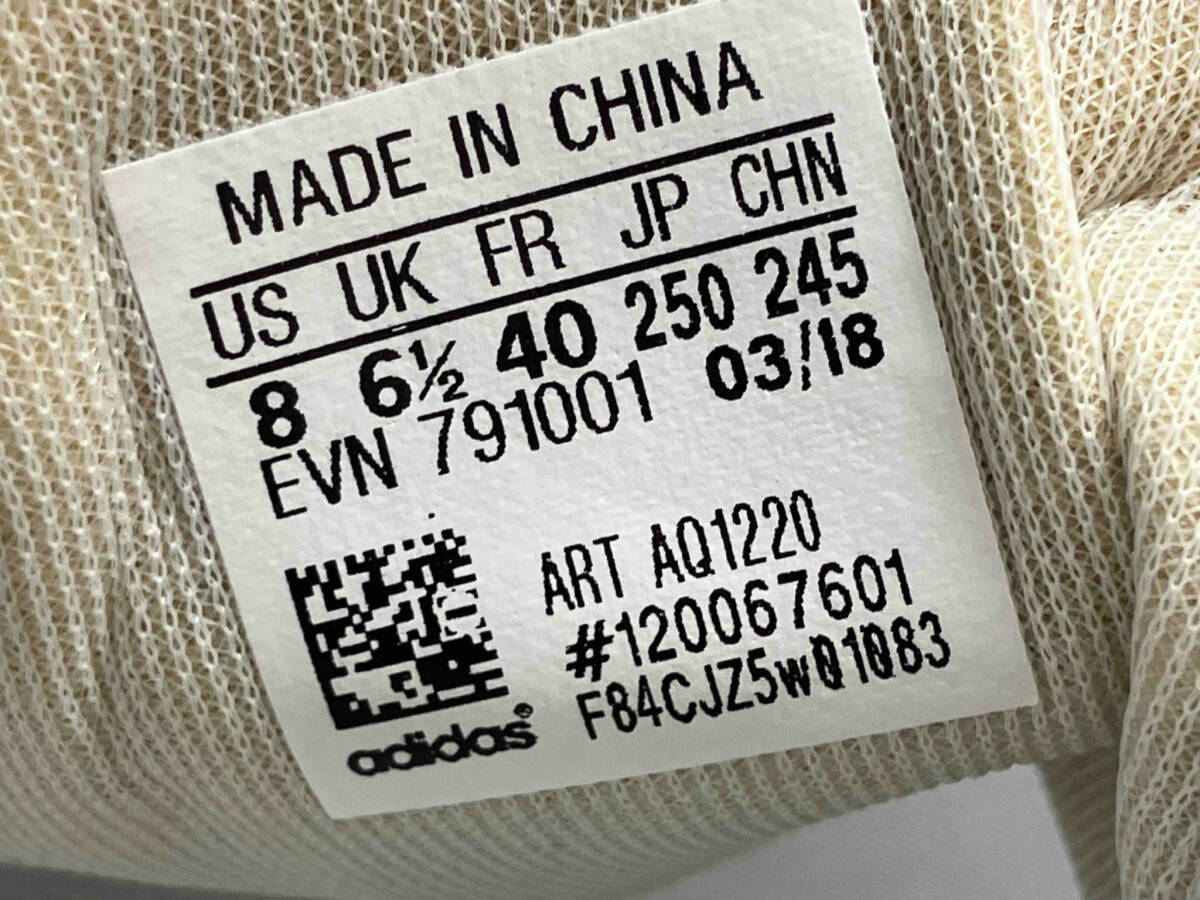 MADE IN CHINA
US UK FR JP CHN
8 6½ 40 250 245
EVN 791001 03/18
ART AQ1220
#120067601
F84CJZ5w01083
adidas®